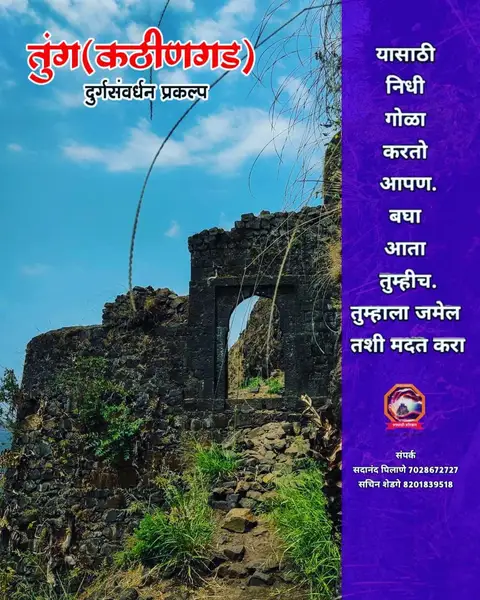 तुंग(कठीणगड)
दुर्गसंवर्धन प्रकल्प
यासाठी
निधी
गोळा
करतो
आपण.
बघा
आता
तुम्हीच.
तुम्हाला जमेल
तशी मदत करा
संपर्क
सदानंद पिलाणे 7028672727
सचिन शेडगे 8201839518